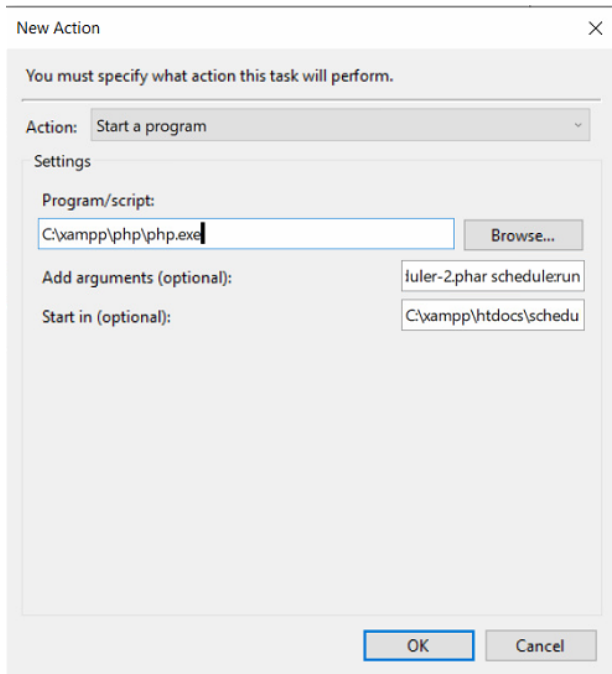 New Action
You must specify what action this task will perform.
Action: Start a program
Settings
Program/script:
C:\xampp\php\php.exe
Browse...
Add arguments (optional): duler-2.phar schedule:run
Start in (optional): C:\xampp\htdocs\schedu
OK Cancel